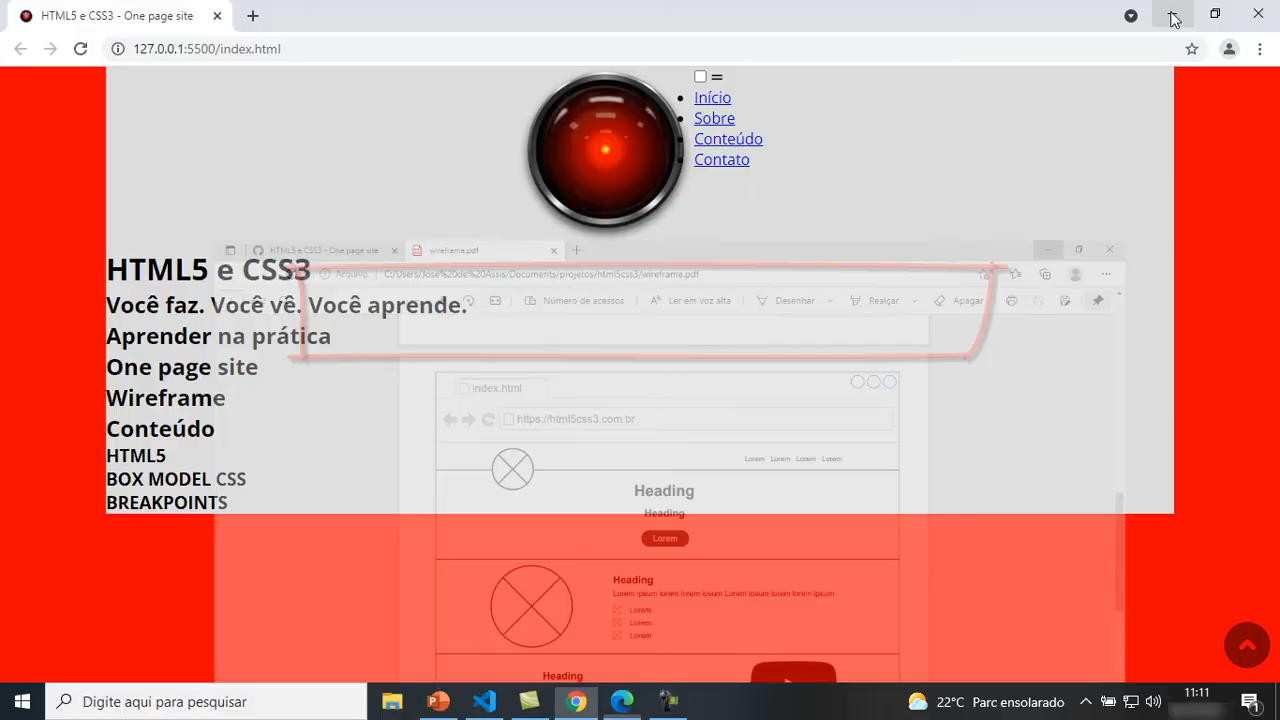 HTML5 e CSS3 - One page site
127.0.0.1:5500/index.html
Início
Sobre
Conteúdo
Contato
HTML5 e CSS3 - One page site
wireframe.pdf
Arquivo
C:/Users/José%20de%20Assis/Documents/projetos/html5css3/wireframe.pdf
Número de acessos
Ler em voz alta
Desenhar
Realçar
Apagar
HTML5 e CSS3
Você faz. Você vê. Você aprende.
Aprender na prática
One page site
Wireframe
Conteúdo
HTML5
BOX MODEL CSS
BREAKPOINTS
index.html
https://html5css3.com.br
Lorem Lorem Lorem Lorem
Heading
Heading
Lorem
Heading
Lorem ipsum lorem lorem ipsum Lorem ipsum lorem lorem ipsum
Lorem
Lorem
Lorem
Heading
Digite aqui para pesquisar
22°C Parc ensolarado
11:11
1